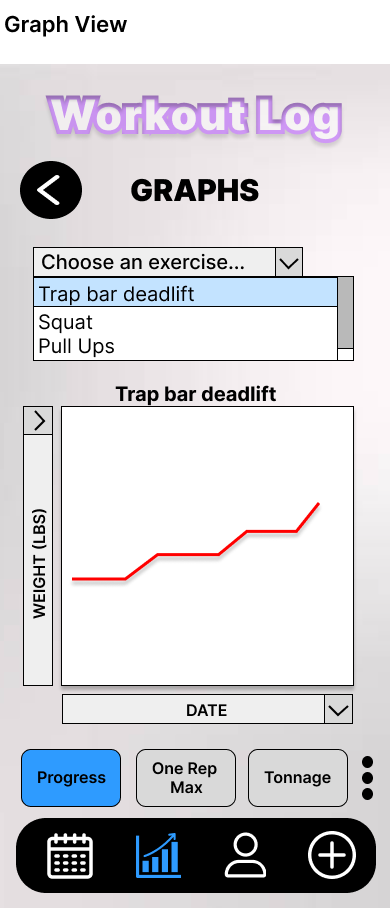 Graph View
Workout Log
GRAPHS
Choose an exercise...
Trap bar deadlift
Squat
Pull Ups
Trap bar deadlift
WEIGHT (LBS)
DATE
Progress
One Rep
Max
Tonnage